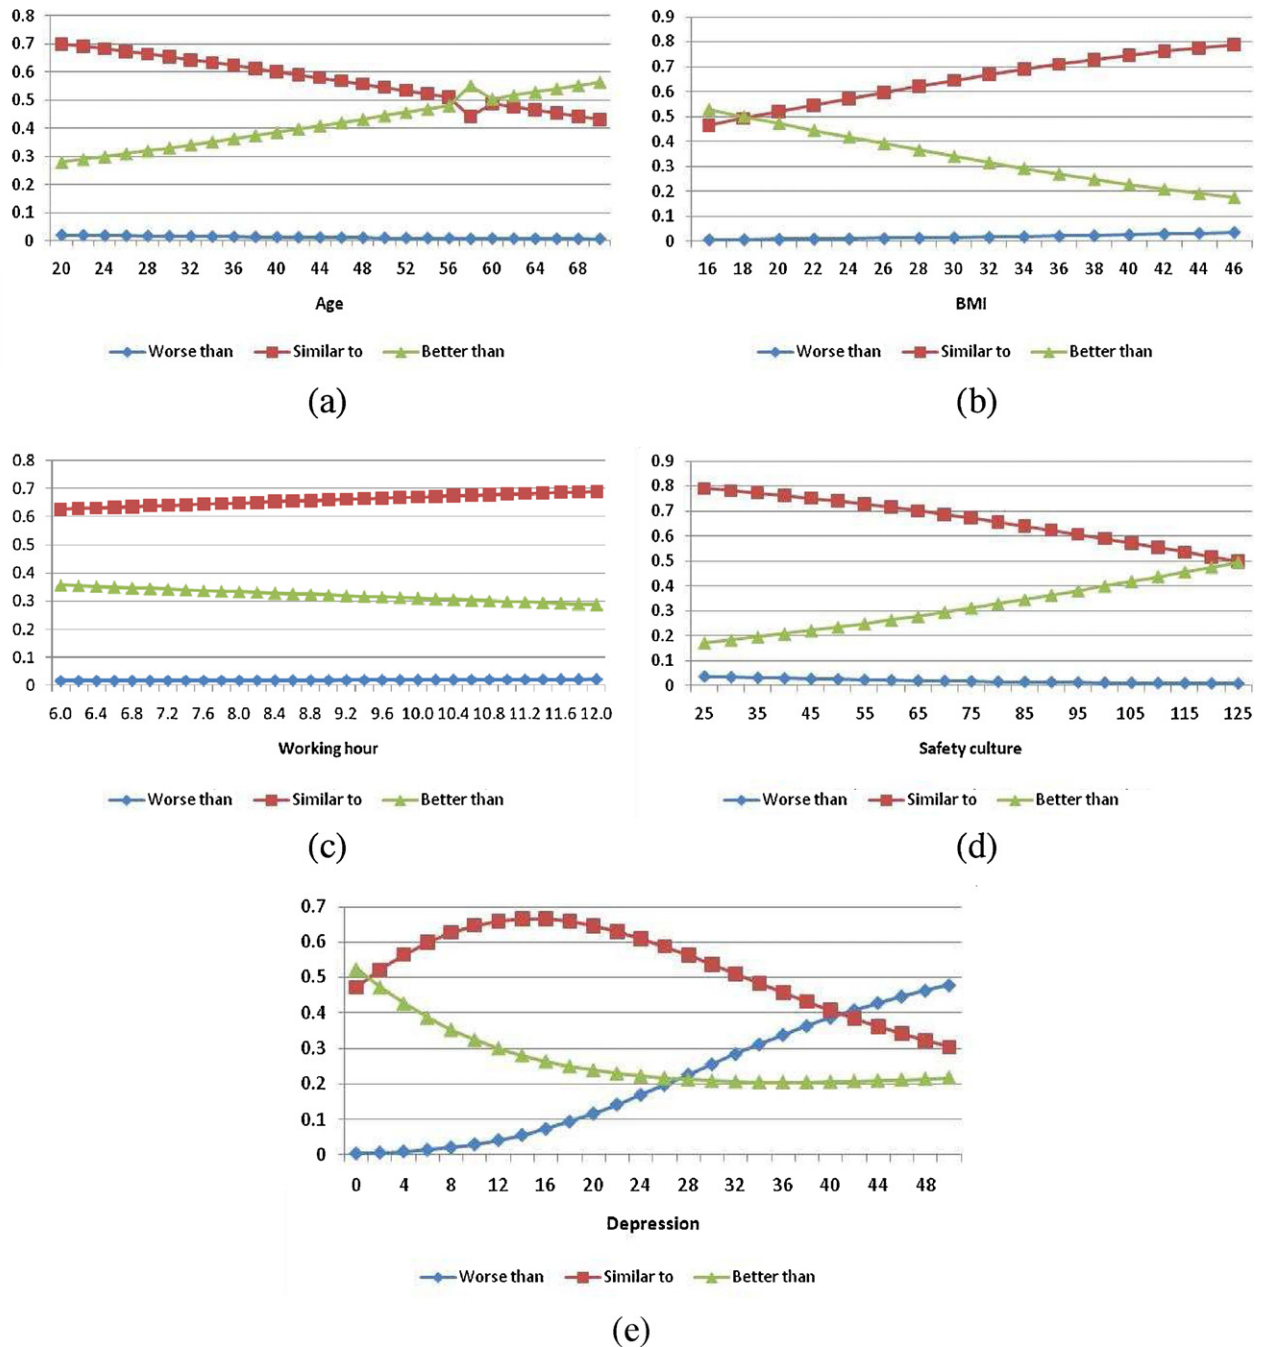 0.8
0.7
0.6
0.5
0.4
0.3
0.2
0.1
0
20 24 28 32 36 40 44 48 52 56 60 64 68
Age
Worse than Similar to Better than
(a)
0.9
0.8
0.7
0.6
0.5
0.4
0.3
0.2
0.1
0
16 18 20 22 24 26 28 30 32 34 36 38 40 42 44 46
BMI
Worse than Similar to Better than
(b)
0.8
0.7
0.6
0.5
0.4
0.3
0.2
0.1
0
6.0 6.4 6.8 7.2 7.6 8.0 8.4 8.8 9.2 9.6 10.0 10.4 10.8 11.2 11.6 12.0
Working hour
Worse than Similar to Better than
(c)
0.9
0.8
0.7
0.6
0.5
0.4
0.3
0.2
0.1
0
25 35 45 55 65 75 85 95 105 115 125
Safety culture
Worse than Similar to Better than
(d)
0.7
0.6
0.5
0.4
0.3
0.2
0.1
0
0 4 8 12 16 20 24 28 32 36 40 44 48
Depression
Worse than Similar to Better than
(e)